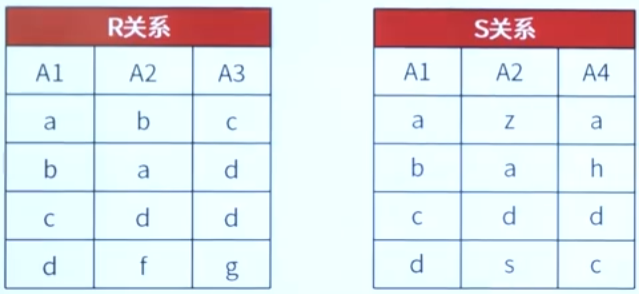 R关系
A1 A2 A3
a b c
b a d
c d d
d f g
S关系
A1 A2 A4
a z a
b a h
c d d
d s c